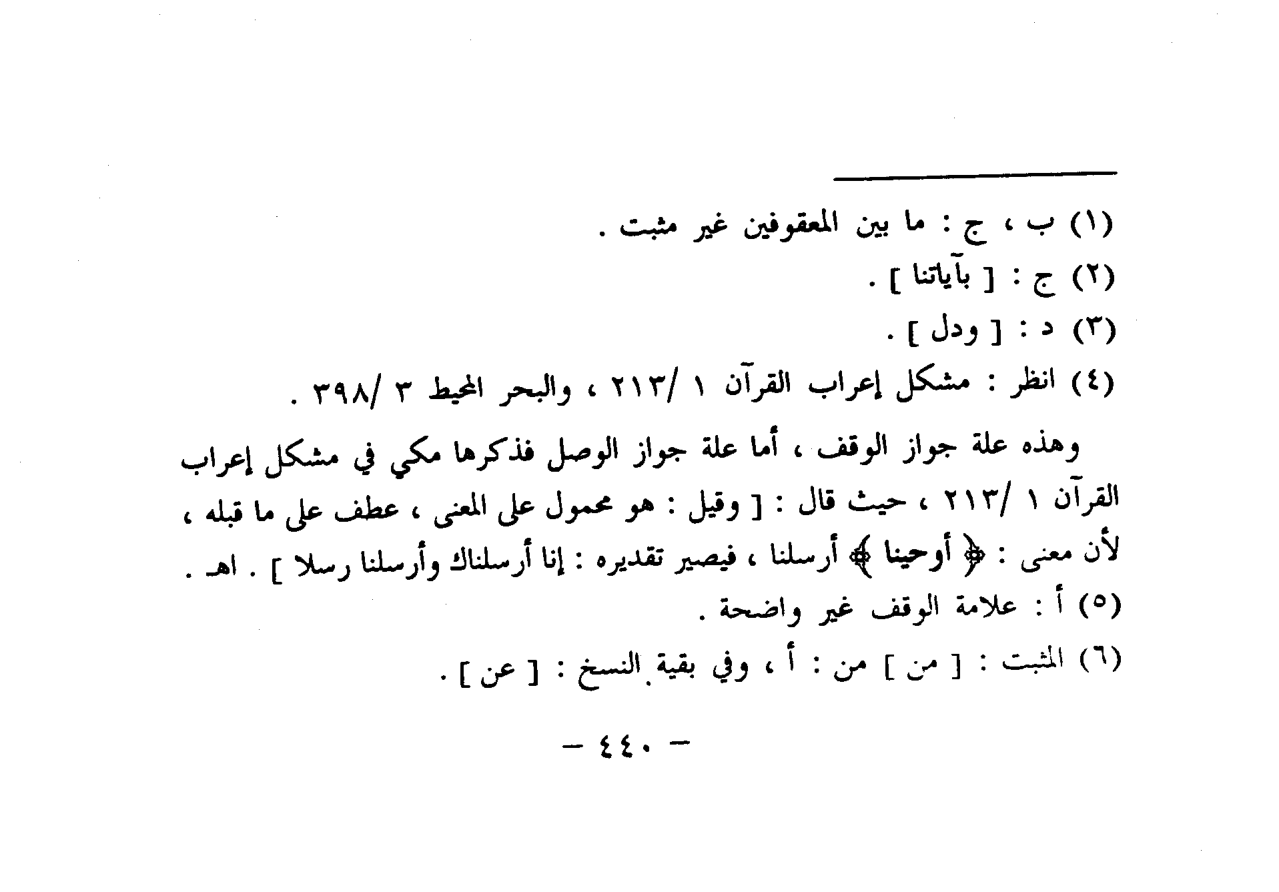 (١) ب ، ج : ما بين المعقوفين غير مثبت .
(٢) ج : [ بآياتنا ] .
(٣) د : [ ودل ] .
(٤) انظر : مشكل إعراب القرآن ١ /٢١٣ ، والبحر المحيط ٣ /٣٩٨ .
وهذه علة جواز الوقف ، أما علة جواز الوصل فذكرها مكي في مشكل إعراب
القرآن ١ /٢١٣ ، حيث قال : [ وقيل : هو محمول على المعنى ، عطف على ما قبله ،
لأن معنى : ﴿ أوحينا ﴾ أرسلنا ، فيصير تقديره : إنا أرسلناك وأرسلنا رسلا ] . اهـ .
(٥) أ : علامة الوقف غير واضحة .
(٦) المثبت : [ من ] من : أ ، وفي بقية النسخ : [ عن ] .
– ٤٤٠ –